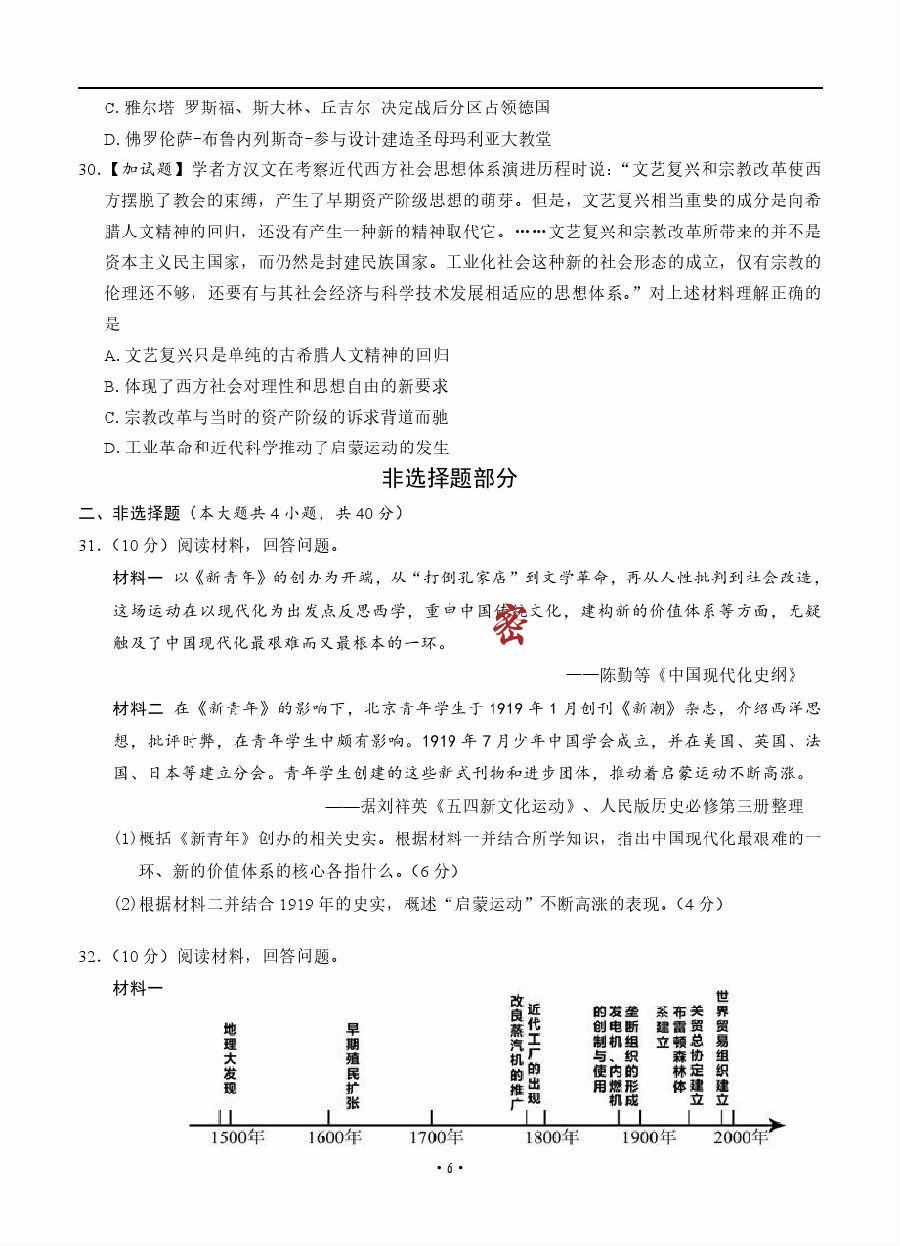 C. 雅尔塔 罗斯福、斯大林、丘吉尔 决定战后分区占领德国
D. 佛罗伦萨-布鲁内列斯奇-参与设计建造圣母玛利亚大教堂
30.【加试题】学者方汉文在考察近代西方社会思想体系演进历程时说：“文艺复兴和宗教改革使西
方摆脱了教会的束缚，产生了早期资产阶级思想的萌芽。但是，文艺复兴相当重要的成分是向希
腊人文精神的回归，还没有产生一种新的精神取代它。……文艺复兴和宗教改革所带来的并不是
资本主义民主国家，而仍然是封建民族国家。工业化社会这种新的社会形态的成立，仅有宗教的
伦理还不够，还要有与其社会经济与科学技术发展相适应的思想体系。”对上述材料理解正确的
是
A. 文艺复兴只是单纯的古希腊人文精神的回归
B. 体现了西方社会对理性和思想自由的新要求
C. 宗教改革与当时的资产阶级的诉求背道而驰
D. 工业革命和近代科学推动了启蒙运动的发生
非选择题部分
二、非选择题（本大题共 4 小题，共 40 分）
31.（10 分）阅读材料，回答问题。
材料一 以《新青年》的创办为开端，从“打倒孔家店”到文学革命，再从人性批判到社会改造，
这场运动在以现代化为出发点反思西学，重申中国传统文化，建构新的价值体系等方面，无疑
密
触及了中国现代化最艰难而又最根本的一环。
——陈勤等《中国现代化史纲》
材料二 在《新青年》的影响下，北京青年学生于 1919 年 1 月创刊《新潮》杂志，介绍西洋思
想，批评时弊，在青年学生中颇有影响。1919 年 7 月少年中国学会成立，并在美国、英国、法
国、日本等建立分会。青年学生创建的这些新式刊物和进步团体，推动着启蒙运动不断高涨。
——据刘祥英《五四新文化运动》、人民版历史必修第三册整理
(1)概括《新青年》创办的相关史实。根据材料一并结合所学知识，指出中国现代化最艰难的一
环、新的价值体系的核心各指什么。（6 分）
(2)根据材料二并结合 1919 年的史实，概述“启蒙运动”不断高涨的表现。（4 分）
32.（10 分）阅读材料，回答问题。
材料一
地理大发现
早期殖民扩张
改良蒸汽机的推广
近代工厂的出现
发电机、内燃机的创制与使用
垄断组织的形成
布雷顿森林体系建立
关贸总协定建立
世界贸易组织建立
1500年 1600年 1700年 1800年 1900年 2000年
• 6 •